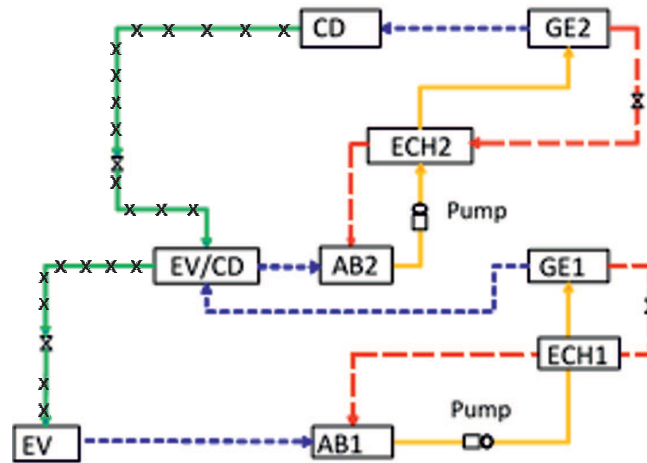 CD
GE2
ECH2
Pump
EV/CD
AB2
GE1
ECH1
Pump
EV
AB1